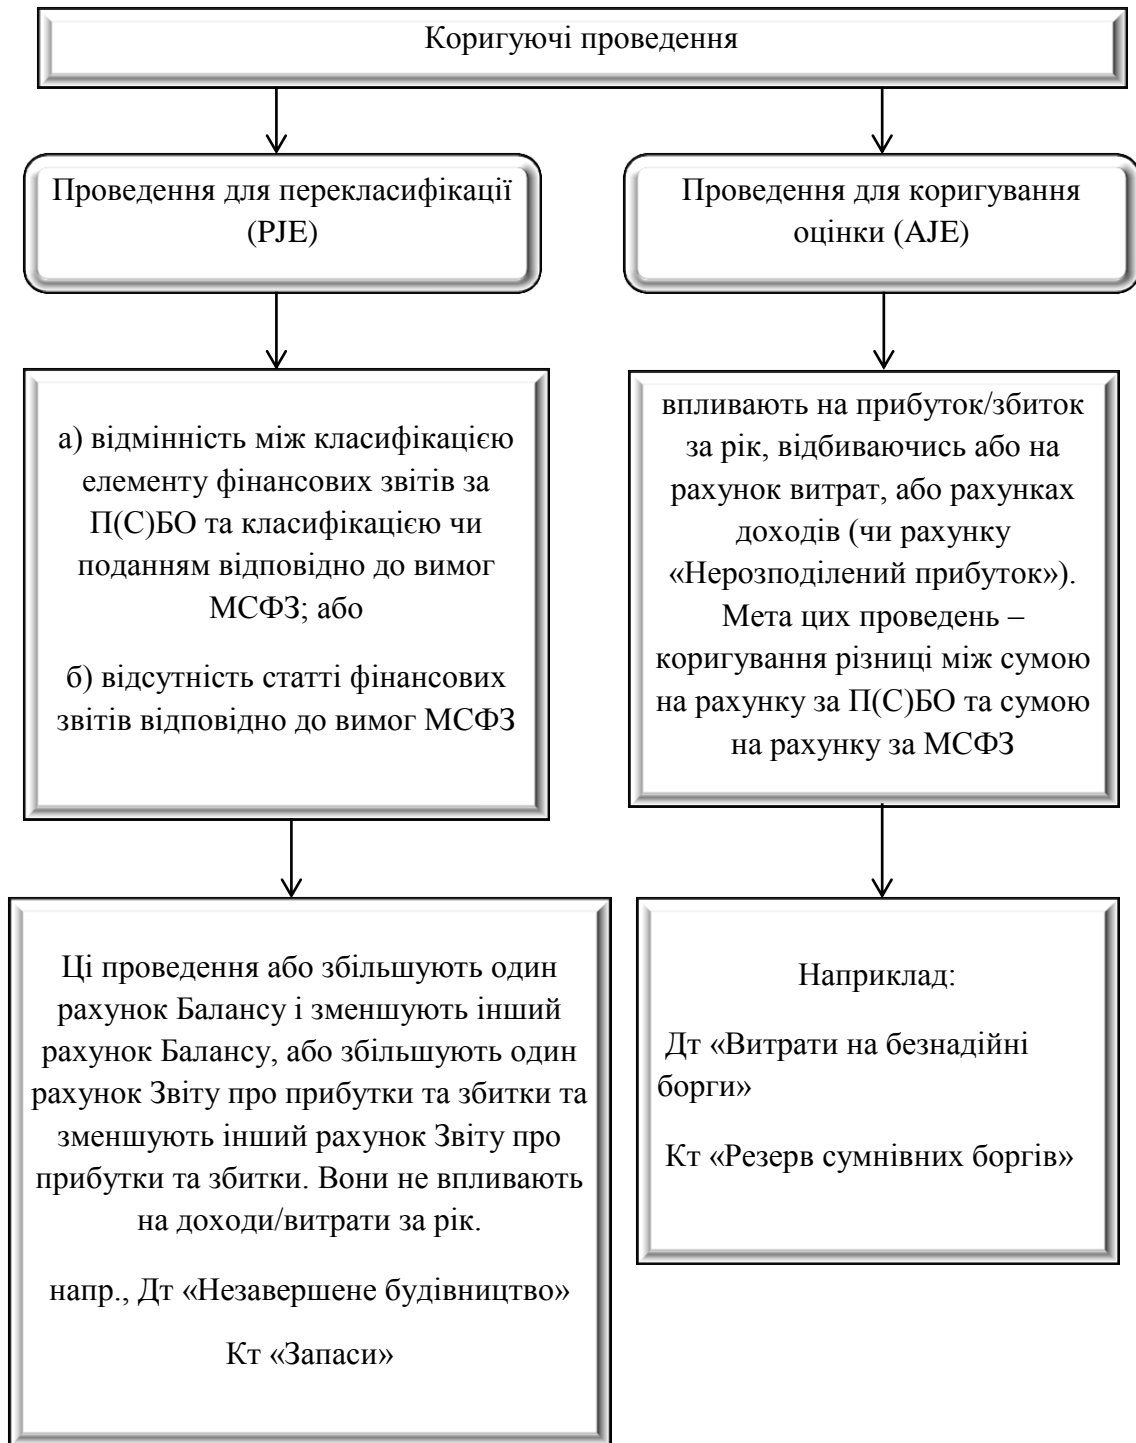 Коригуючі проведення
Проведення для перекласифікації
(PJE)
Проведення для коригування
оцінки (AJE)
а) відмінність між класифікацією
елементу фінансових звітів за
П(С)БО та класифікацією чи
поданням відповідно до вимог
МСФЗ; або
б) відсутність статті фінансових
звітів відповідно до вимог МСФЗ
впливають на прибуток/збиток
за рік, відбиваючись або на
рахунок витрат, або рахунках
доходів (чи рахунку
«Нерозподілений прибуток»).
Мета цих проведень –
коригування різниці між сумою
на рахунку за П(С)БО та сумою
на рахунку за МСФЗ
Ці проведення або збільшують один
рахунок Балансу і зменшують інший
рахунок Балансу, або збільшують один
рахунок Звіту про прибутки та збитки та
зменшують інший рахунок Звіту про
прибутки та збитки. Вони не впливають
на доходи/витрати за рік.
напр., Дт «Незавершене будівництво»
Кт «Запаси»
Наприклад:
Дт «Витрати на безнадійні
борги»
Кт «Резерв сумнівних боргів»